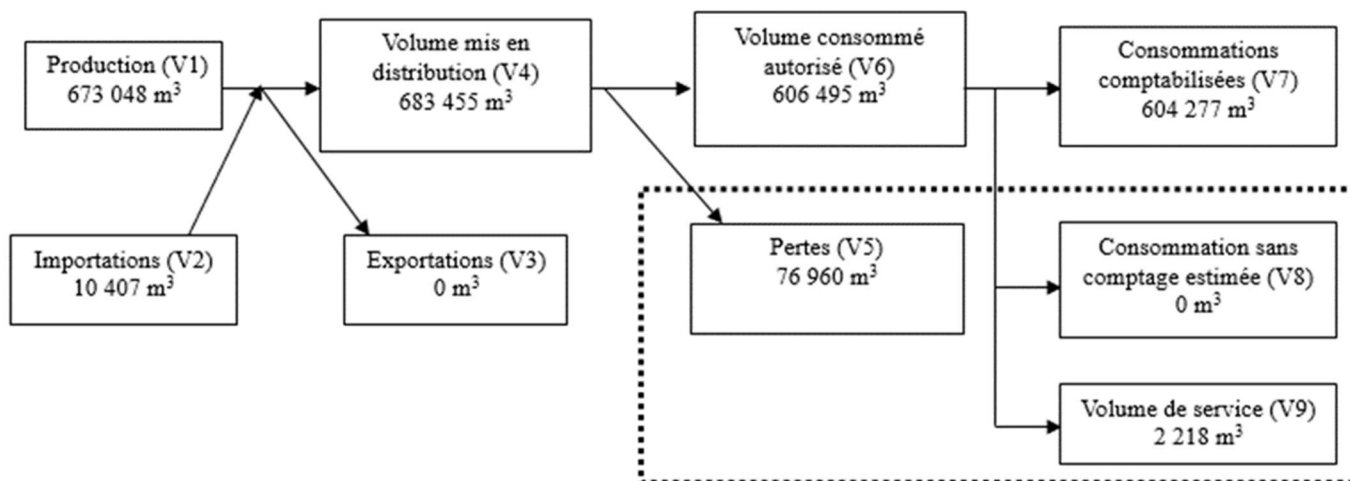 Production (V1)
673 048 m³
Volume mis en
distribution (V4)
683 455 m³
Volume consommé
autorisé (V6)
606 495 m³
Consommations
comptabilisées (V7)
604 277 m³
Importations (V2)
10 407 m³
Exportations (V3)
0 m³
Pertes (V5)
76 960 m³
Consommation sans
comptage estimée (V8)
0 m³
Volume de service (V9)
2 218 m³